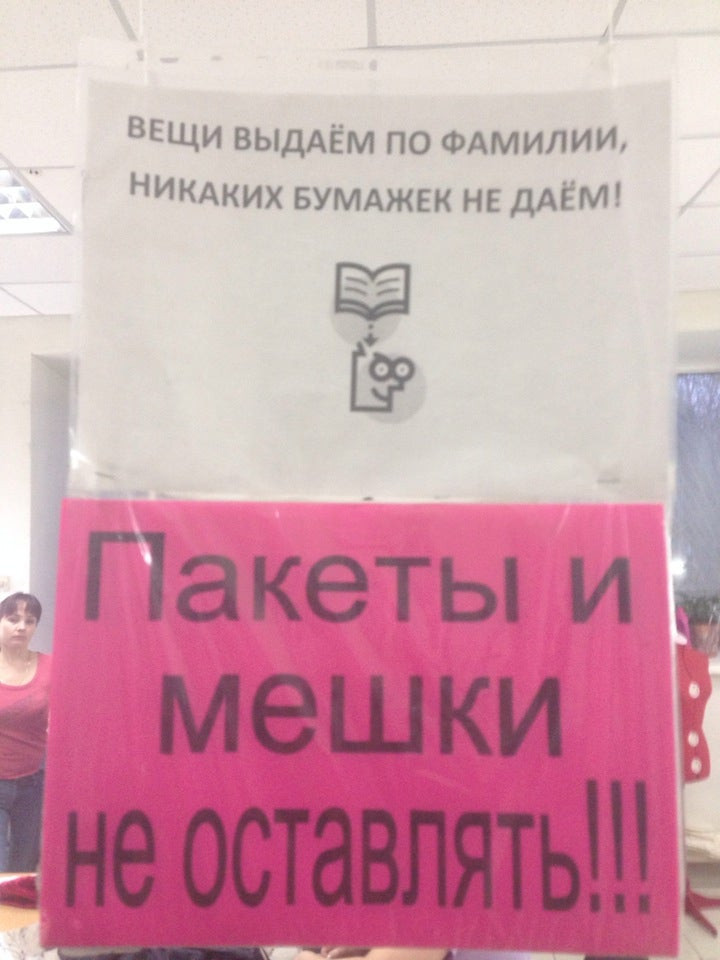 ВЕЩИ ВЫДАЁМ ПО ФАМИЛИИ,
НИКАКИХ БУМАЖЕК НЕ ДАЁМ!
Пакеты и
мешки
не оставлять!!!